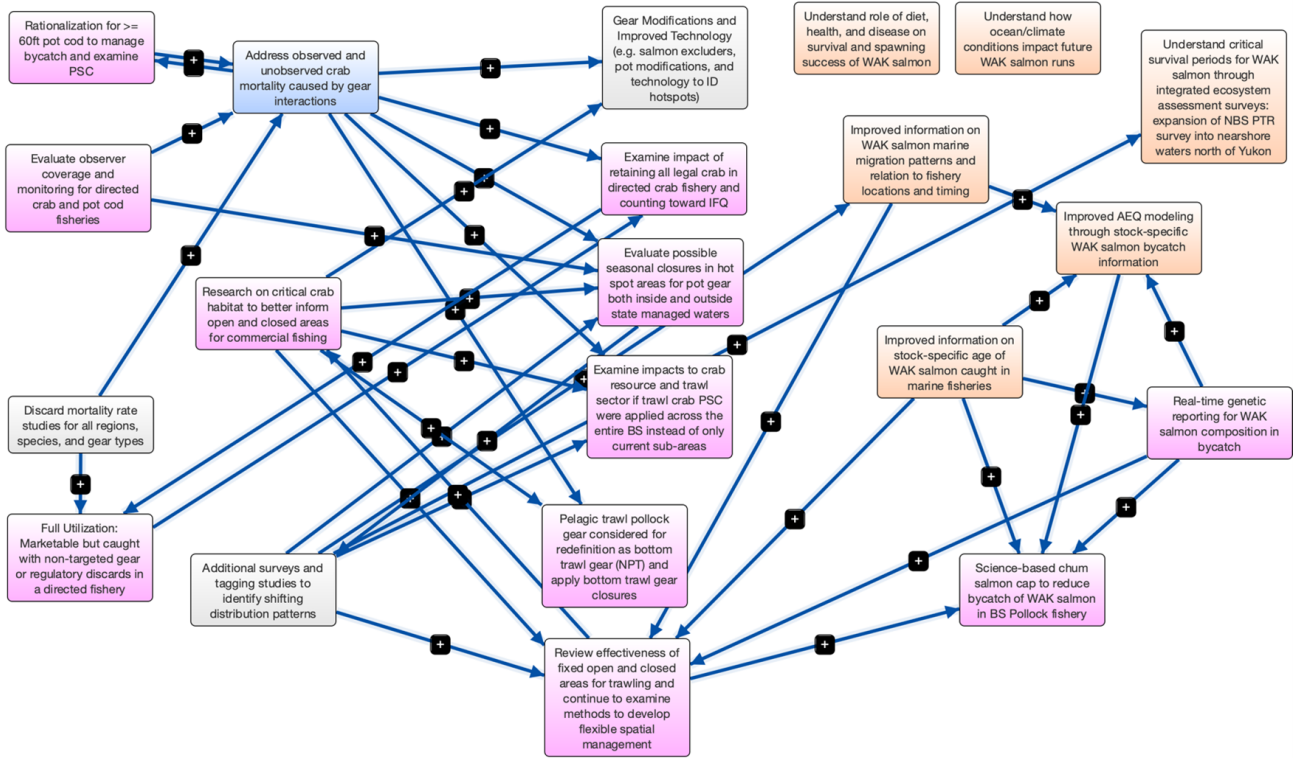 Rationalization for >=
60ft pot cod to manage
bycatch and examine
PSC
Address observed and
unobserved crab
mortality caused by gear
interactions
Gear Modifications and
Improved Technology
(e.g. salmon excluders,
pot modifications, and
technology to ID
hotspots)
Understand role of diet,
health, and disease on
survival and spawning
success of WAK salmon
Understand how
ocean/climate
conditions impact future
WAK salmon runs
Understand critical
survival periods for WAK
salmon through
integrated ecosystem
assessment surveys:
expansion of NBS PTR
survey into nearshore
waters north of Yukon
Evaluate observer
coverage and
monitoring for directed
crab and pot cod
fisheries
Examine impact of
retaining all legal crab in
directed crab fishery and
counting toward IFQ
Improved information on
WAK salmon marine
migration patterns and
relation to fishery
locations and timing
Improved AEQ modeling
through stock-specific
WAK salmon bycatch
information
Evaluate possible
seasonal closures in hot
spot areas for pot gear
both inside and outside
state managed waters
Research on critical crab
habitat to better inform
open and closed areas
for commercial fishing
Improved information on
stock-specific age of
WAK salmon caught in
marine fisheries
Examine impacts to crab
resource and trawl
sector if trawl crab PSC
were applied across the
entire BS instead of only
current sub-areas
Discard mortality rate
studies for all regions,
species, and gear types
Real-time genetic
reporting for WAK
salmon composition in
bycatch
Full Utilization:
Marketable but caught
with non-targeted gear
or regulatory discards in
a directed fishery
Pelagic trawl pollock
gear considered for
redefinition as bottom
trawl gear (NPT) and
apply bottom trawl gear
closures
Additional surveys and
tagging studies to
identify shifting
distribution patterns
Science-based chum
salmon cap to reduce
bycatch of WAK salmon
in BS Pollock fishery
Review effectiveness of
fixed open and closed
areas for trawling and
continue to examine
methods to develop
flexible spatial
management